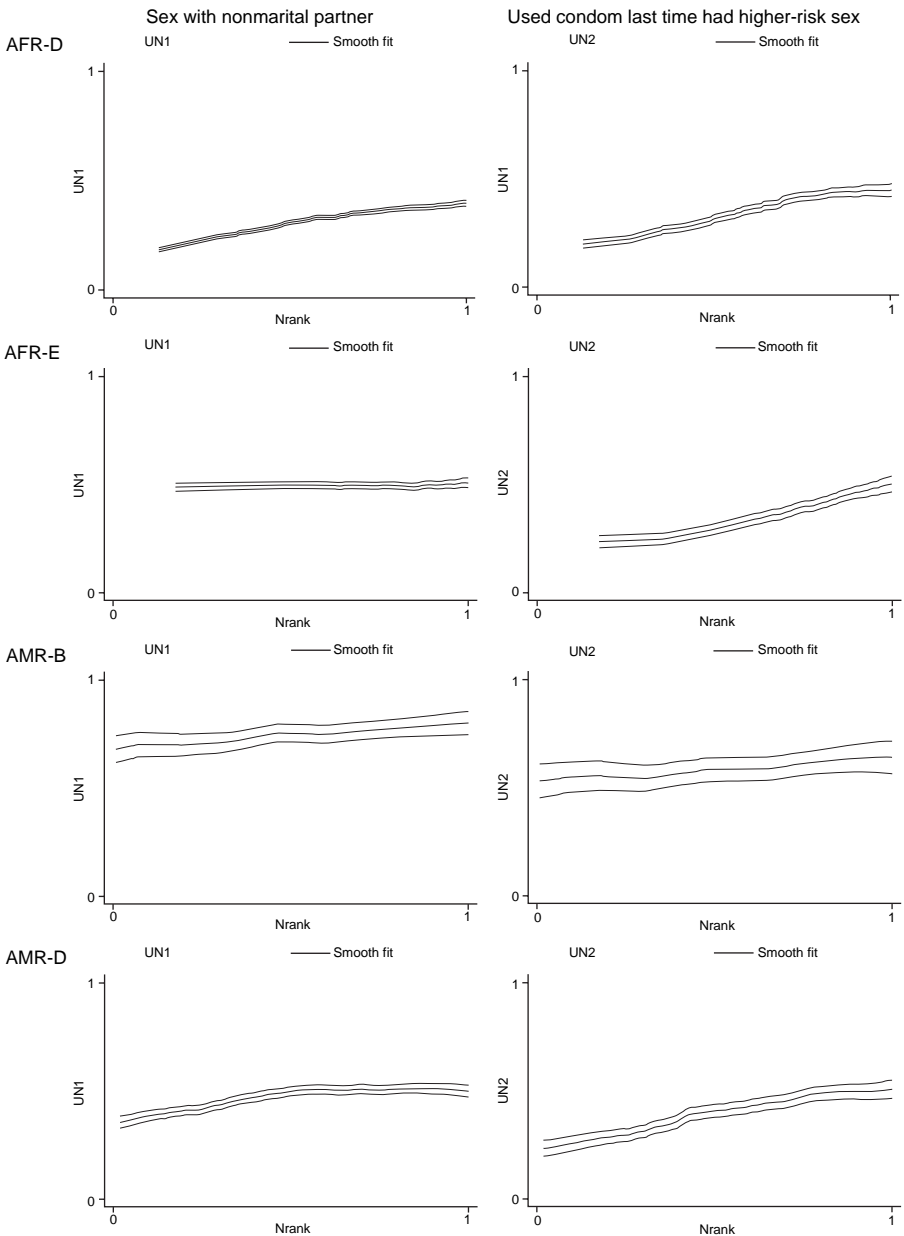 Sex with nonmarital partner
Used condom last time had higher-risk sex
AFR-D
UN1
Smooth fit
1
UN1
0
0
1
Nrank
UN2
Smooth fit
1
UN1
0
0
1
Nrank
AFR-E
UN1
Smooth fit
1
UN1
0
0
1
Nrank
UN2
Smooth fit
1
UN2
0
0
1
Nrank
AMR-B
UN1
Smooth fit
1
UN1
0
0
1
Nrank
UN2
Smooth fit
1
UN2
0
0
1
Nrank
AMR-D
UN1
Smooth fit
1
UN1
0
0
1
Nrank
UN2
Smooth fit
1
UN2
0
0
1
Nrank